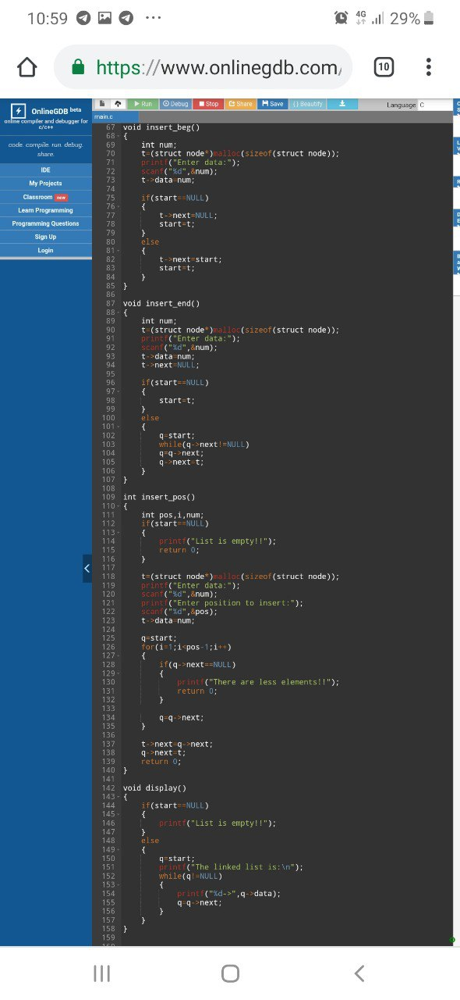 10:59
4G
29%
https://www.onlinegdb.com/
10
OnlineGDB beta
online compiler and debugger for
c/c++
code. compile. run. debug.
share.
IDE
My Projects
Classroom new
Learn Programming
Programming Questions
Sign Up
Login
Run Debug Stop Share Save {} Beautify
Language C
main.c
67 void insert_beg()
68 {
69 int num;
70 t=(struct node*)malloc(sizeof(struct node));
71 printf("Enter data:");
72 scanf("%d",&num);
73 t->data=num;
74
75 if(start==NULL)
76 {
77 t->next=NULL;
78 start=t;
79 }
80 else
81 {
82 t->next=start;
83 start=t;
84 }
85 }
86
87 void insert_end()
88 {
89 int num;
90 t=(struct node*)malloc(sizeof(struct node));
91 printf("Enter data:");
92 scanf("%d",&num);
93 t->data=num;
94 t->next=NULL;
95
96 if(start==NULL)
97 {
98 start=t;
99 }
100 else
101 {
102 q=start;
103 while(q->next!=NULL)
104 q=q->next;
105 q->next=t;
106 }
107 }
108
109 int insert_pos()
110 {
111 int pos,i,num;
112 if(start==NULL)
113 {
114 printf("List is empty!!");
115 return 0;
116 }
117
118 t=(struct node*)malloc(sizeof(struct node));
119 printf("Enter data:");
120 scanf("%d",&num);
121 printf("Enter position to insert:");
122 scanf("%d",&pos);
123 t->data=num;
124
125 q=start;
126 for(i=1;i<pos-1;i++)
127 {
128 if(q->next==NULL)
129 {
130 printf("There are less elements!!");
131 return 0;
132 }
133
134 q=q->next;
135 }
136
137 t->next=q->next;
138 q->next=t;
139 return 0;
140 }
141
142 void display()
143 {
144 if(start==NULL)
145 {
146 printf("List is empty!!");
147 }
148 else
149 {
150 q=start;
151 printf("The linked list is:\n");
152 while(q!=NULL)
153 {
154 printf("%d->",q->data);
155 q=q->next;
156 }
157 }
158 }
159